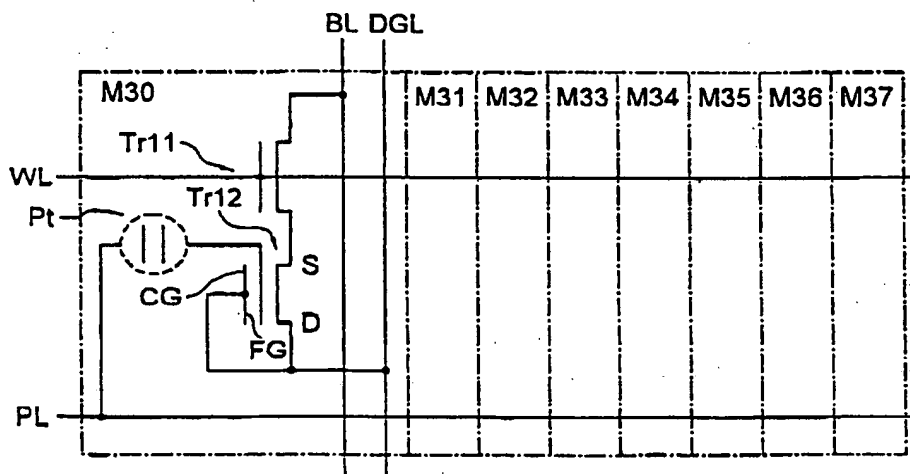 BL DGL
M30 M31 M32 M33 M34 M35 M36 M37
Tr11
WL
Tr12
Pt
S
CG
D
FG
PL